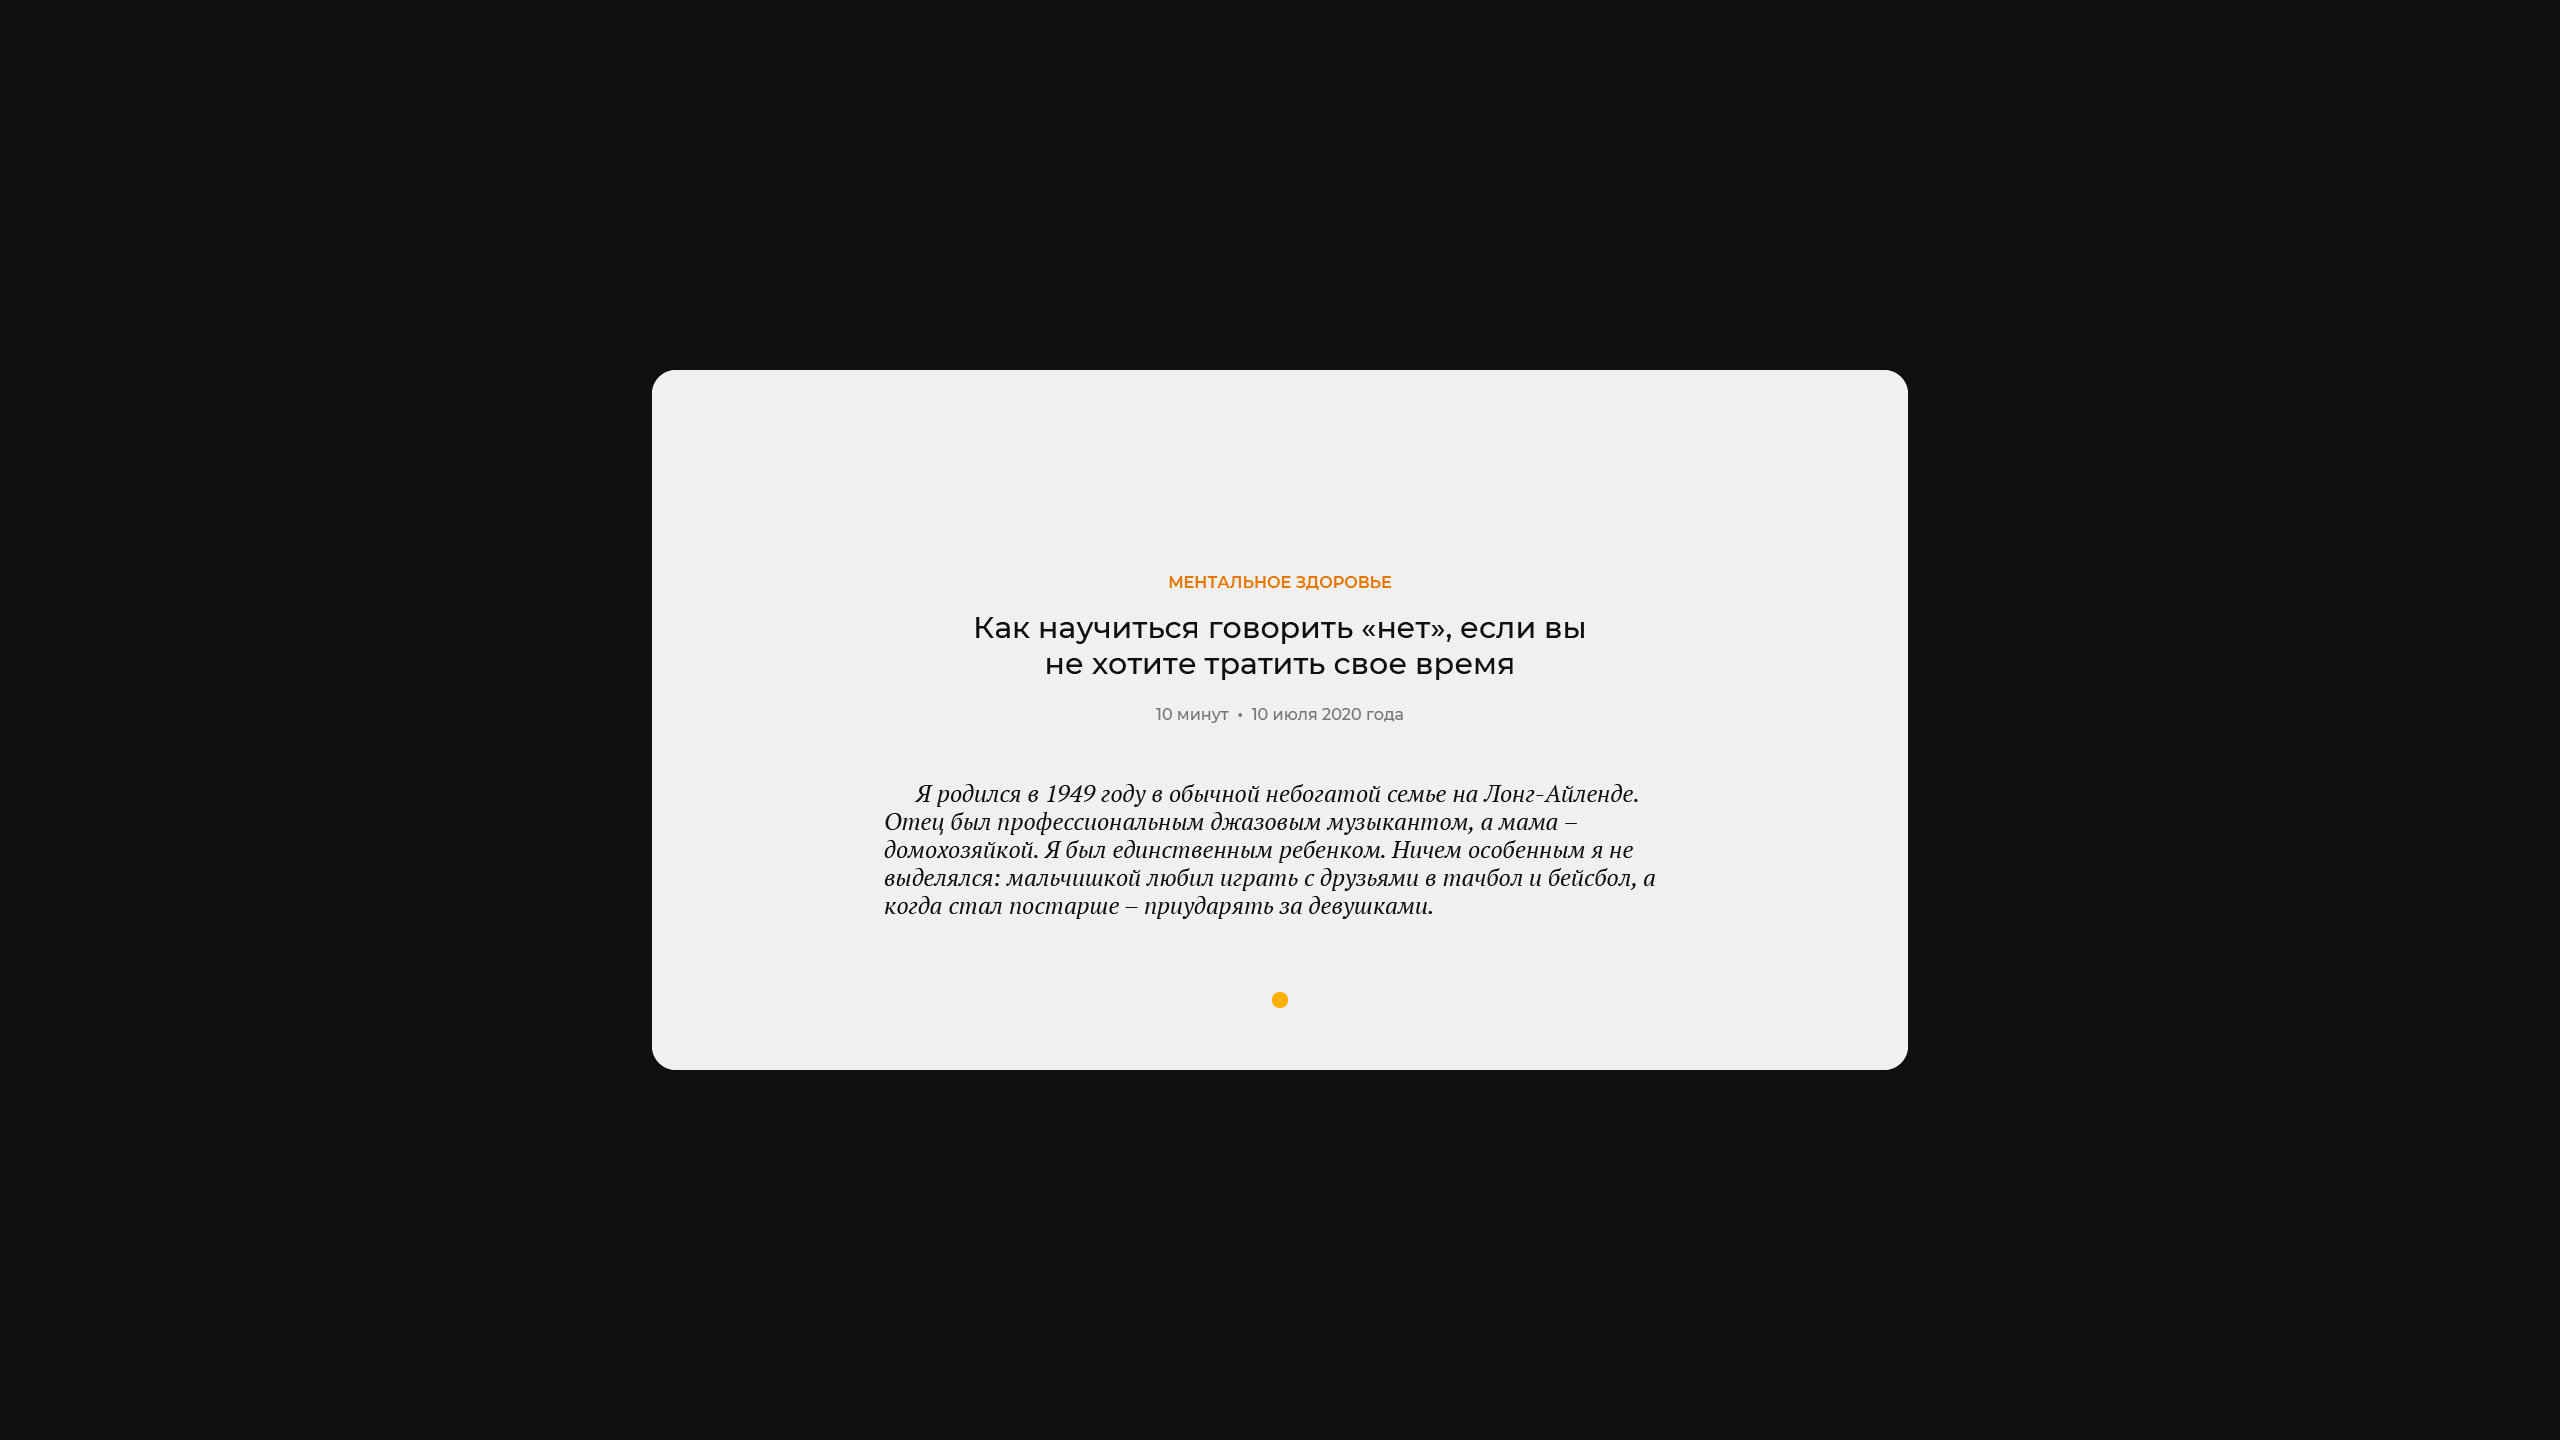 МЕНТАЛЬНОЕ ЗДОРОВЬЕ
Как научиться говорить «нет», если вы
не хотите тратить свое время
10 минут • 10 июля 2020 года
Я родился в 1949 году в обычной небогатой семье на Лонг-Айленде.
Отец был профессиональным джазовым музыкантом, а мама –
домохозяйкой. Я был единственным ребенком. Ничем особенным я не
выделялся: мальчишкой любил играть с друзьями в тачбол и бейсбол, а
когда стал постарше – приударять за девушками.